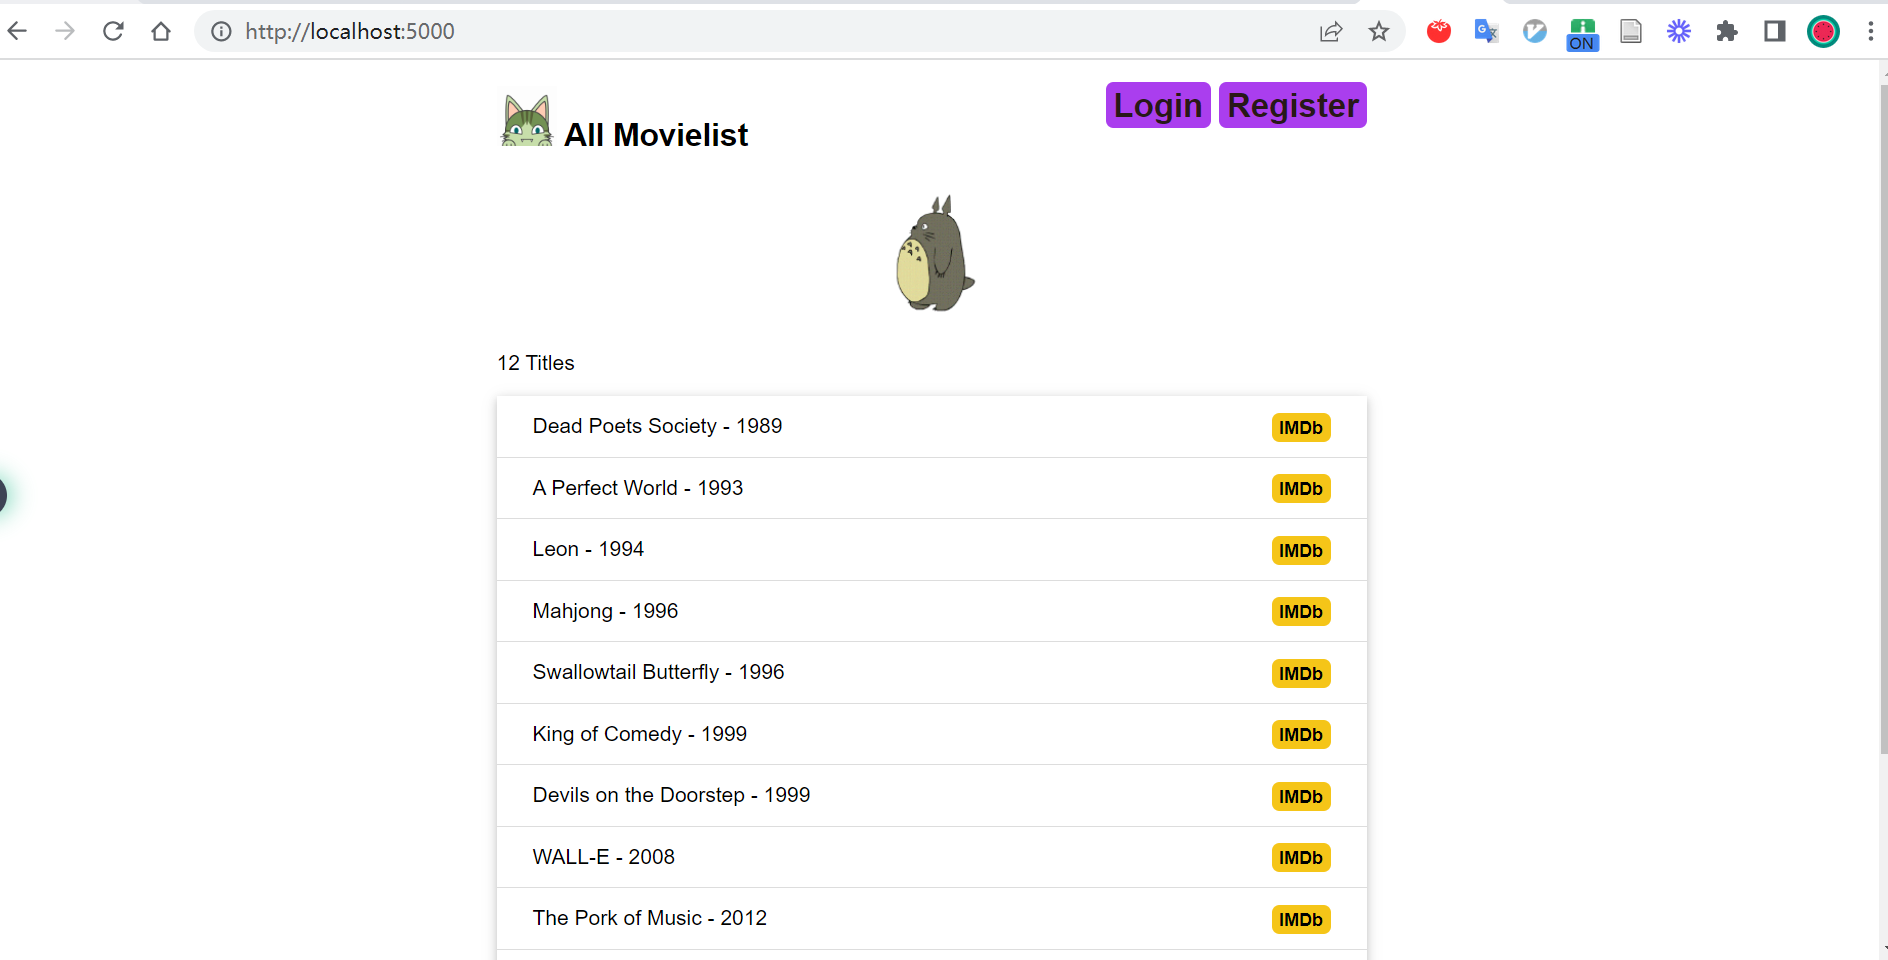 http://localhost:5000
ON
Login Register
All Movielist
12 Titles
Dead Poets Society - 1989 IMDb
A Perfect World - 1993 IMDb
Leon - 1994 IMDb
Mahjong - 1996 IMDb
Swallowtail Butterfly - 1996 IMDb
King of Comedy - 1999 IMDb
Devils on the Doorstep - 1999 IMDb
WALL-E - 2008 IMDb
The Pork of Music - 2012 IMDb